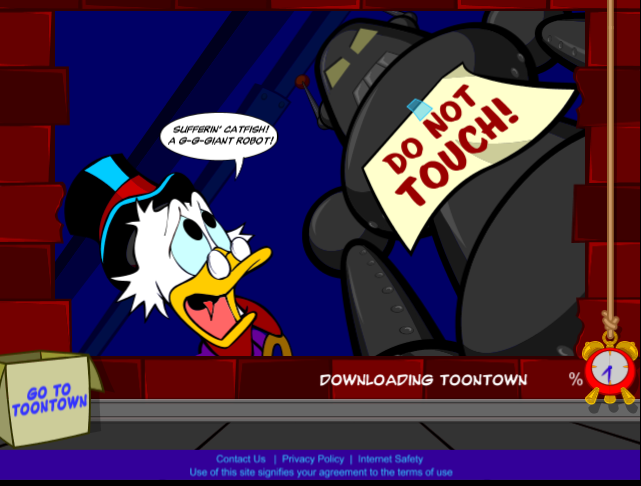 SUFFERIN' CATFISH!
A G-G-GIANT ROBOT!
DO NOT
TOUCH!
GO TO
TOONTOWN
DOWNLOADING TOONTOWN %
1
Contact Us | Privacy Policy | Internet Safety
Use of this site signifies your agreement to the terms of use